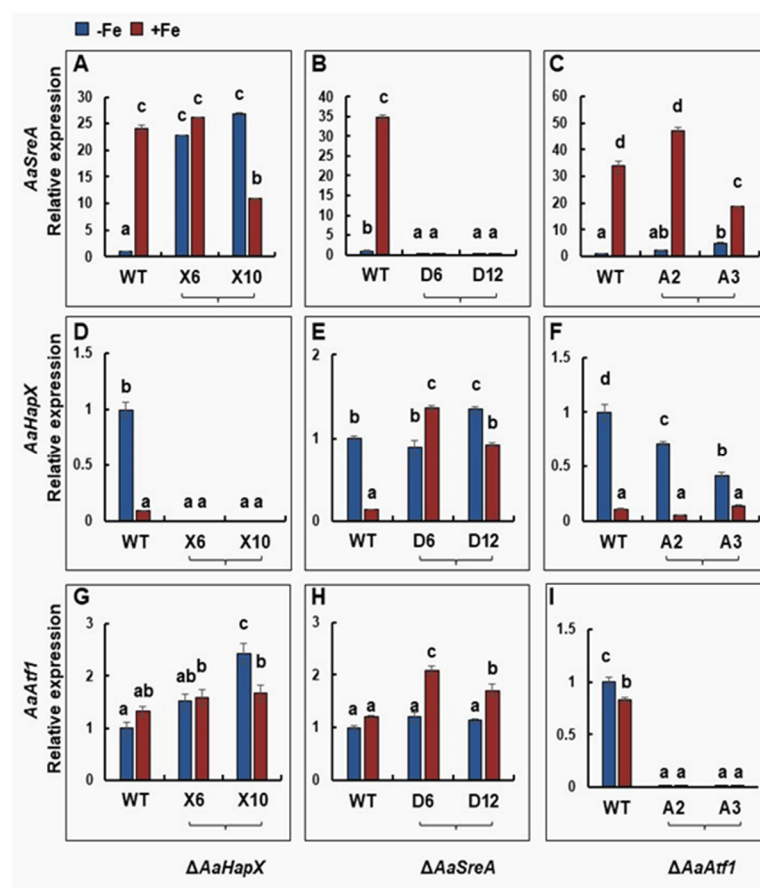 -Fe +Fe
A B C
AaSreA
Relative expression
30
25
20
15
10
5
0
a c c c c b
WT X6 X10
40
35
30
25
20
15
10
5
0
b c a a a a
WT D6 D12
60
50
40
30
20
10
0
a d ab d b c
WT A2 A3
D E F
AaHapX
Relative expression
1.5
1
0.5
0
b a a a a a
WT X6 X10
2
1
0
b a b c c b
WT D6 D12
1.5
1
0.5
0
d a c a b a
WT A2 A3
G H I
AaAtf1
Relative expression
3
2
1
0
a ab ab b c b
WT X6 X10
3
2
1
0
a a a c a b
WT D6 D12
1.5
1
0.5
0
c b a a a a
WT A2 A3
ΔAaHapX ΔAaSreA ΔAaAtf1